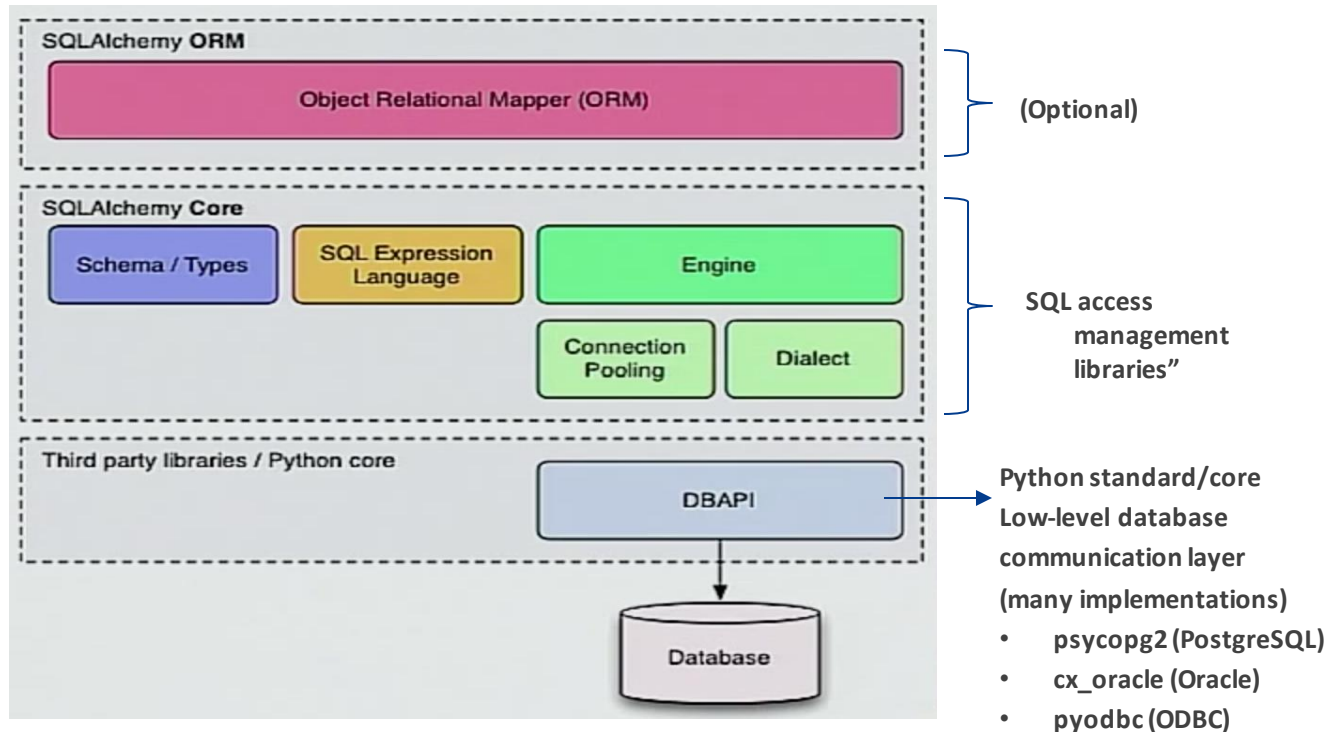 SQLAlchemy ORM
Object Relational Mapper (ORM)
(Optional)
SQLAlchemy Core
Schema / Types
SQL Expression
Language
Engine
Connection
Pooling
Dialect
SQL access
management
libraries”
Third party libraries / Python core
DBAPI
Database
Python standard/core
Low-level database
communication layer
(many implementations)
• psycopg2 (PostgreSQL)
• cx_oracle (Oracle)
• pyodbc (ODBC)